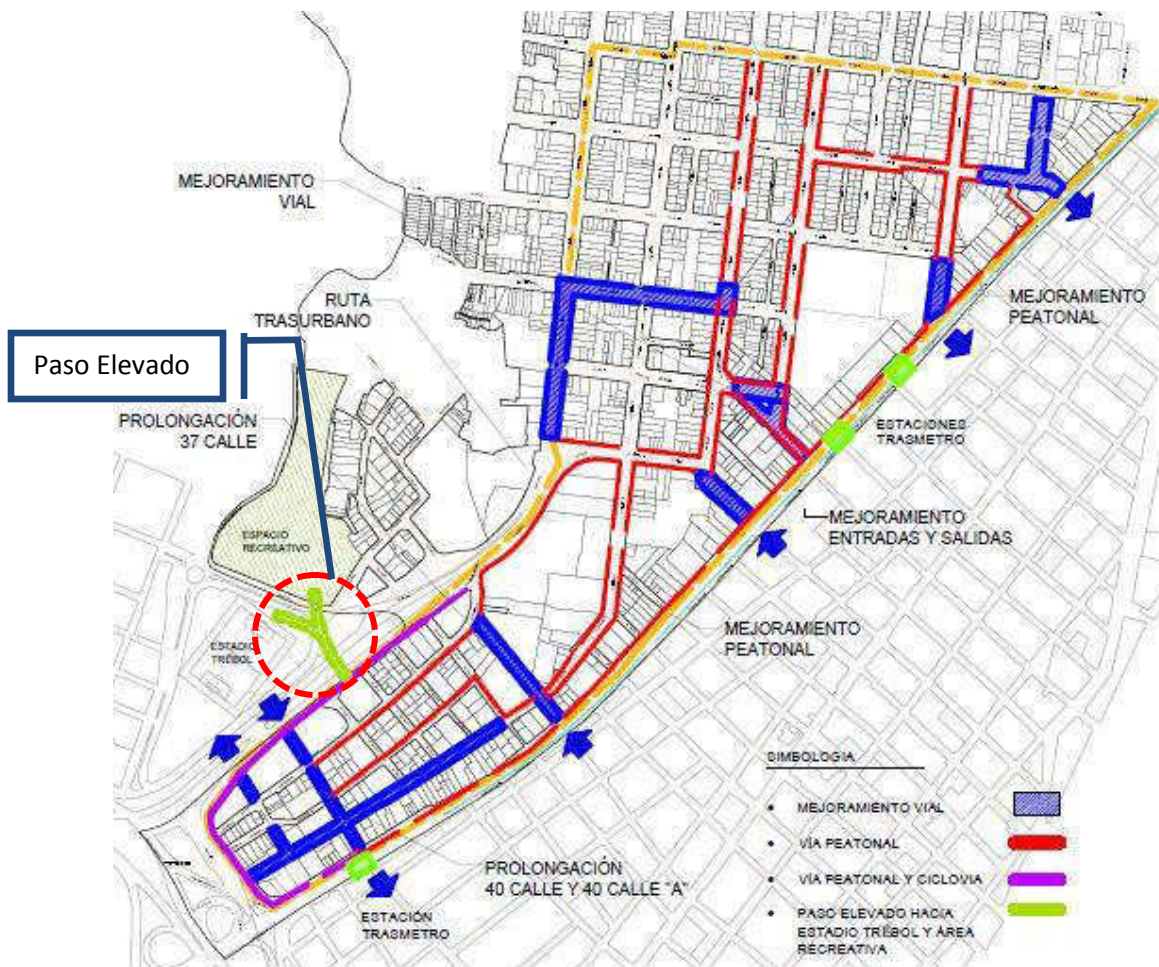 MEJORAMIENTO
VIAL
RUTA
TRASURBANO
Paso Elevado
PROLONGACIÓN
37 CALLE
ESPACIO
RECREATIVO
ESTADIO
TRÉBOL
MEJORAMIENTO
PEATONAL
ESTACIONES
TRASMETRO
MEJORAMIENTO
ENTRADAS Y SALIDAS
MEJORAMIENTO
PEATONAL
PROLONGACIÓN
40 CALLE Y 40 CALLE "A"
ESTACIÓN
TRASMETRO
SIMBOLOGIA
• MEJORAMIENTO VIAL
• VÍA PEATONAL
• VÍA PEATONAL Y CICLOVIA
• PASO ELEVADO HACIA
ESTADIO TRÉBOL Y ÁREA
RECREATIVA